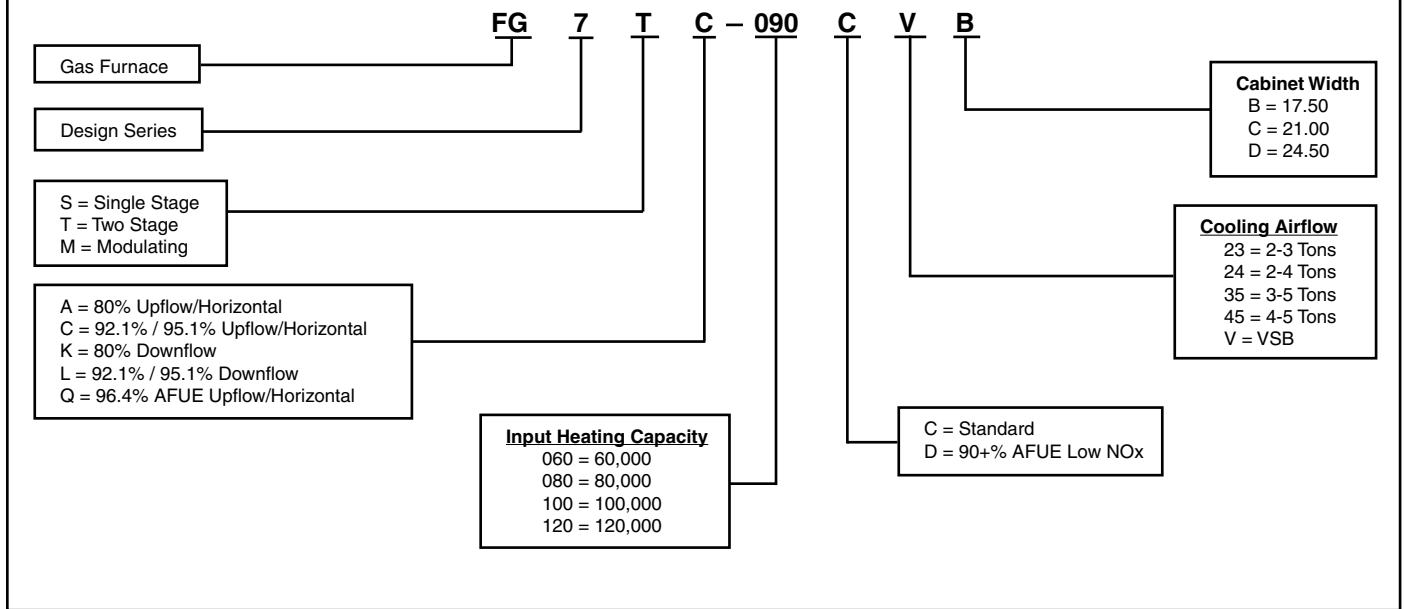 FG 7 T C – 090 C V B
Gas Furnace
Design Series
S = Single Stage
T = Two Stage
M = Modulating
A = 80% Upflow/Horizontal
C = 92.1% / 95.1% Upflow/Horizontal
K = 80% Downflow
L = 92.1% / 95.1% Downflow
Q = 96.4% AFUE Upflow/Horizontal
Input Heating Capacity
060 = 60,000
080 = 80,000
100 = 100,000
120 = 120,000
C = Standard
D = 90+% AFUE Low NOx
Cooling Airflow
23 = 2-3 Tons
24 = 2-4 Tons
35 = 3-5 Tons
45 = 4-5 Tons
V = VSB
Cabinet Width
B = 17.50
C = 21.00
D = 24.50